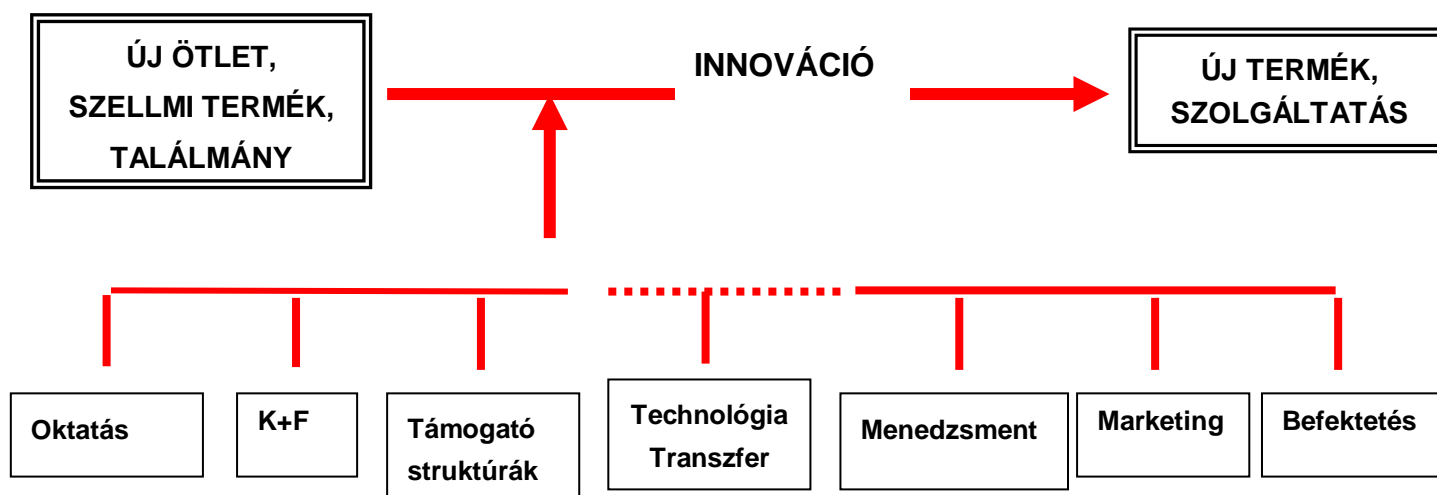 ÚJ ÖTLET,
SZELLMI TERMÉK,
TALÁLMÁNY
INNOVÁCIÓ
ÚJ TERMÉK,
SZOLGÁLTATÁS
Oktatás
K+F
Támogató
struktúrák
Technológia
Transzfer
Menedzsment
Marketing
Befektetés